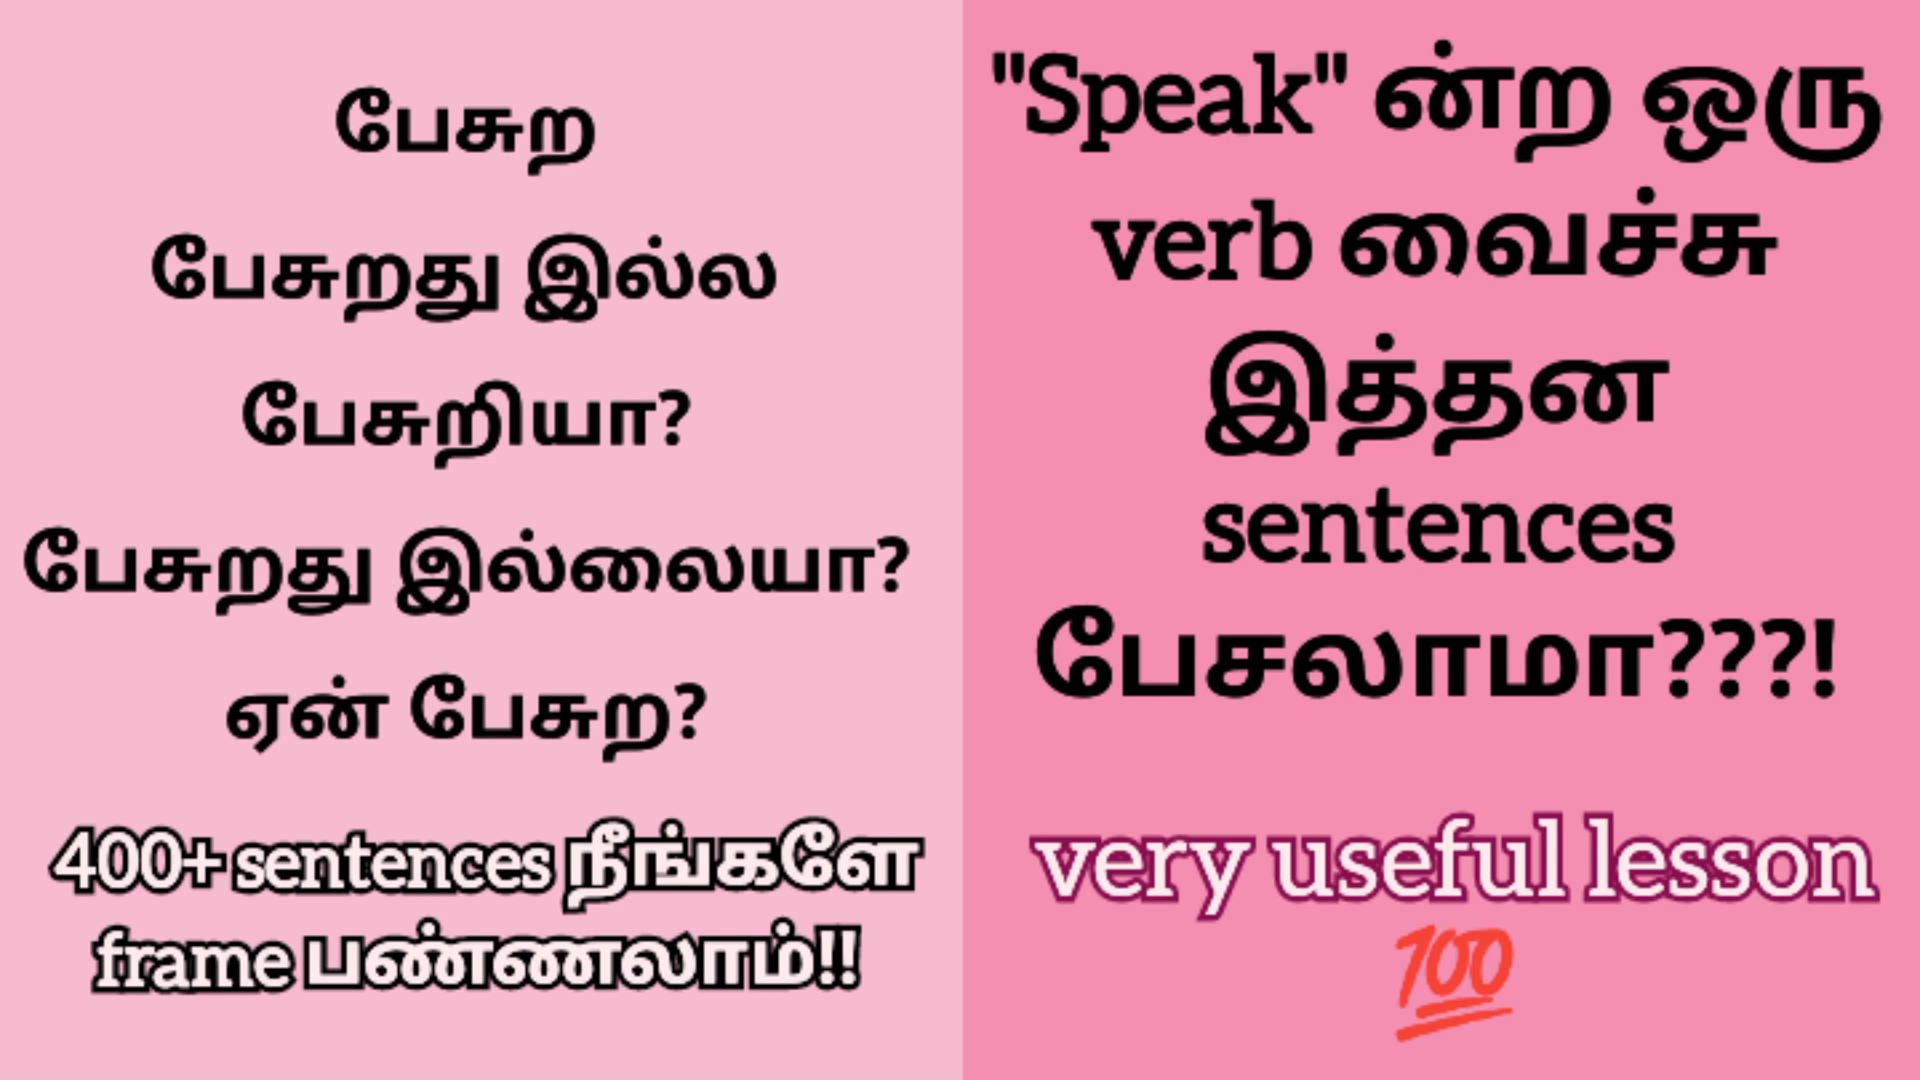 பேசுற
பேசுறது இல்ல
பேசுறியா?
பேசுறது இல்லையா?
ஏன் பேசுற?
400+ sentences நீங்களே
frame பண்ணலாம்!!
"Speak" ன்ற ஒரு
verb வைச்சு
இத்தன
sentences
பேசலாமா???!
very useful lesson
💯